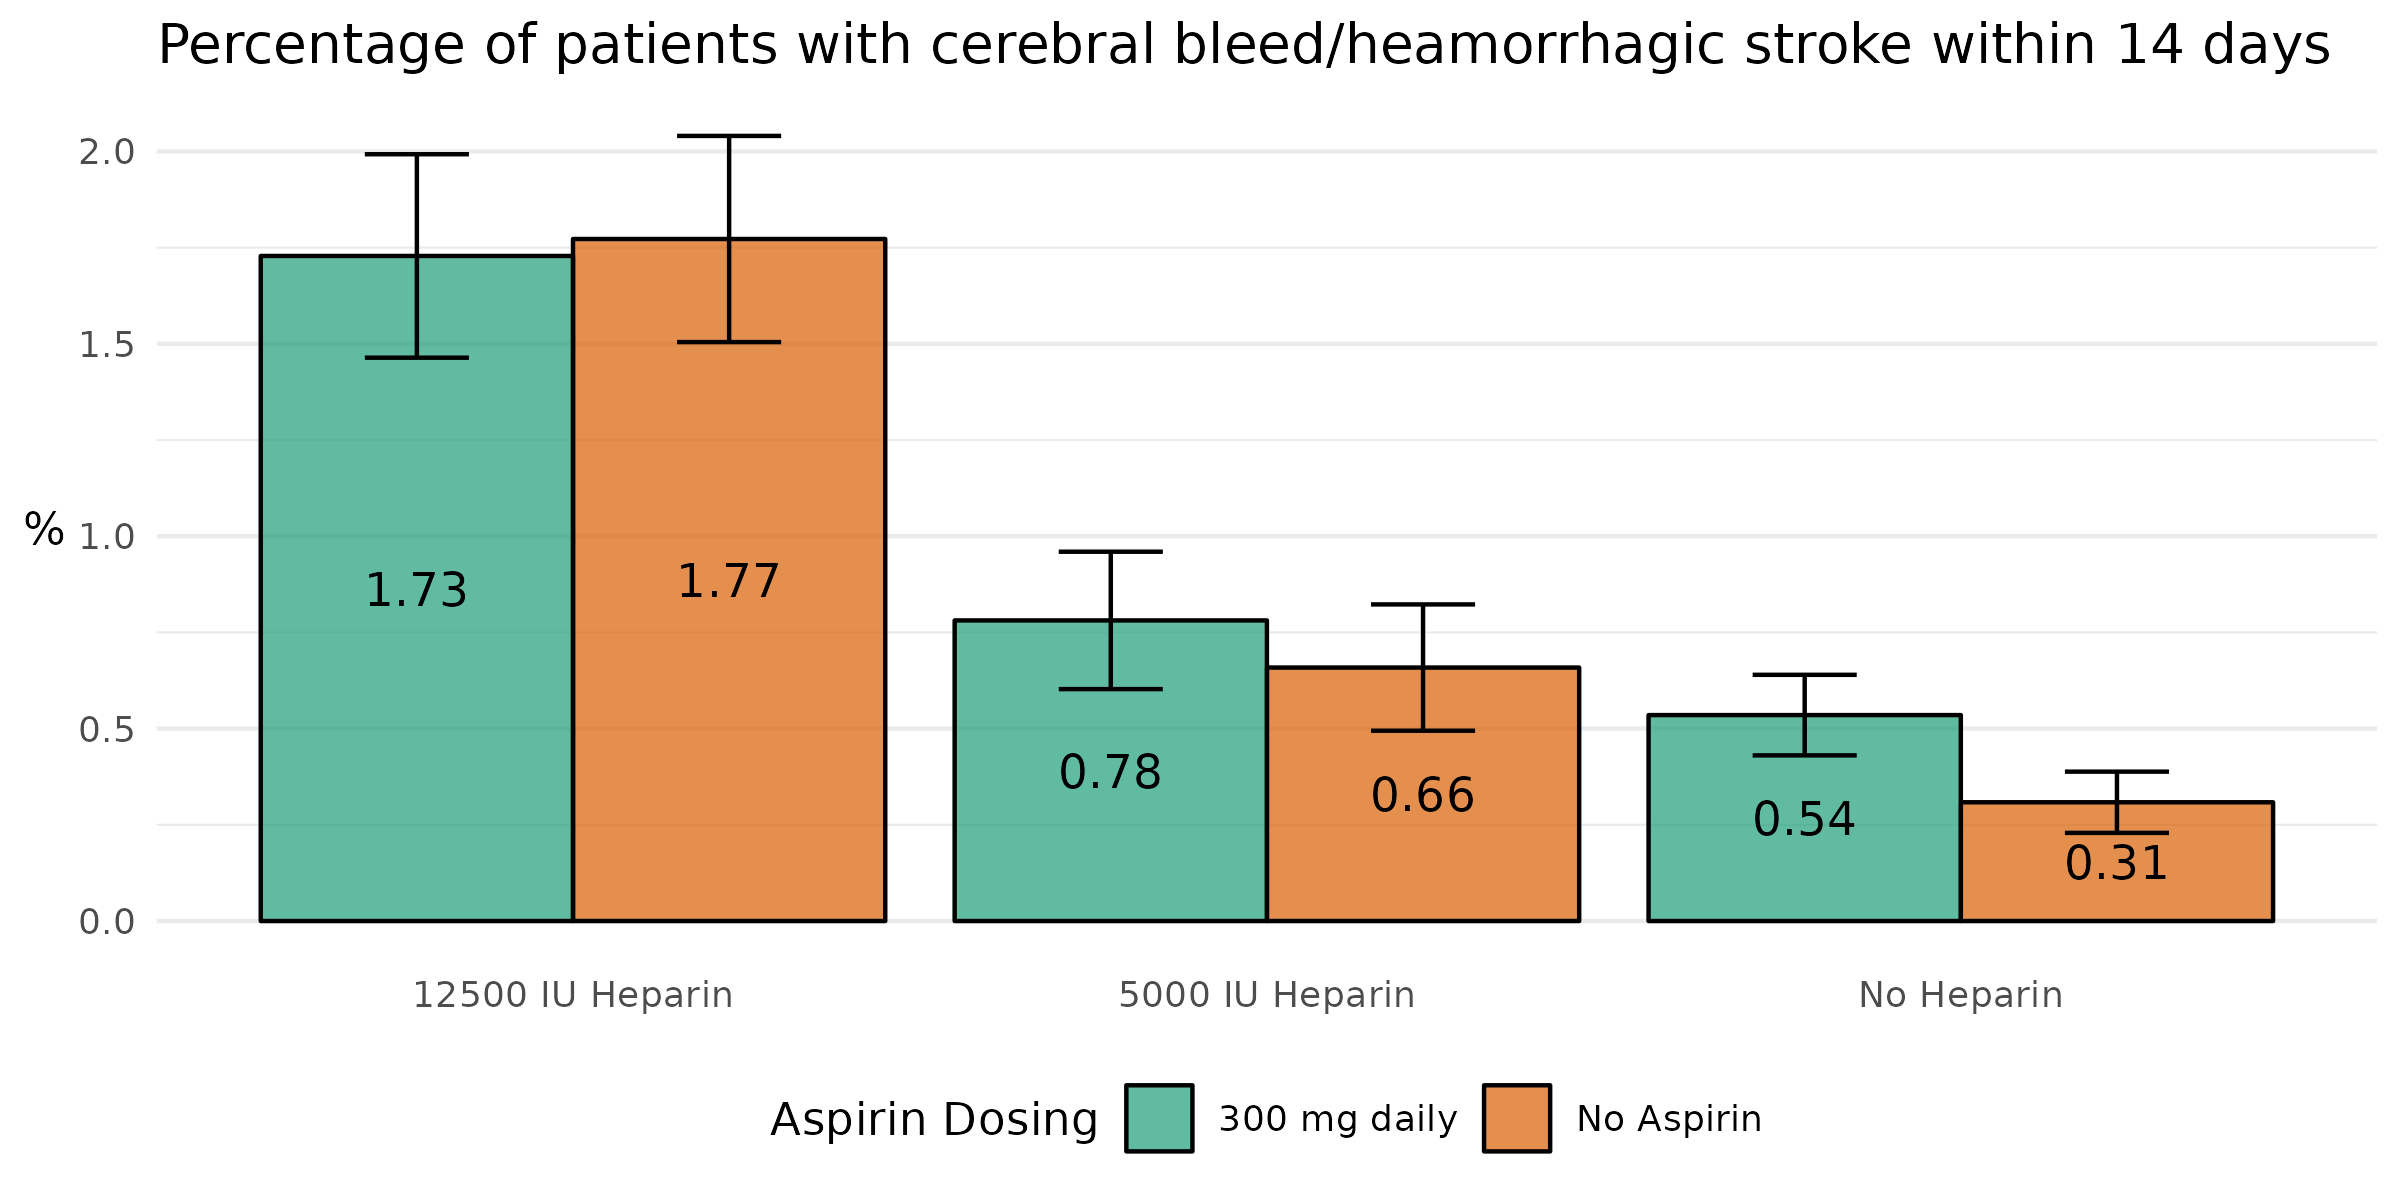 Percentage of patients with cerebral bleed/heamorrhagic stroke within 14 days
2.0
1.5
% 1.0
0.5
0.0
1.73
1.77
0.78
0.66
0.54
0.31
12500 IU Heparin
5000 IU Heparin
No Heparin
Aspirin Dosing 300 mg daily No Aspirin